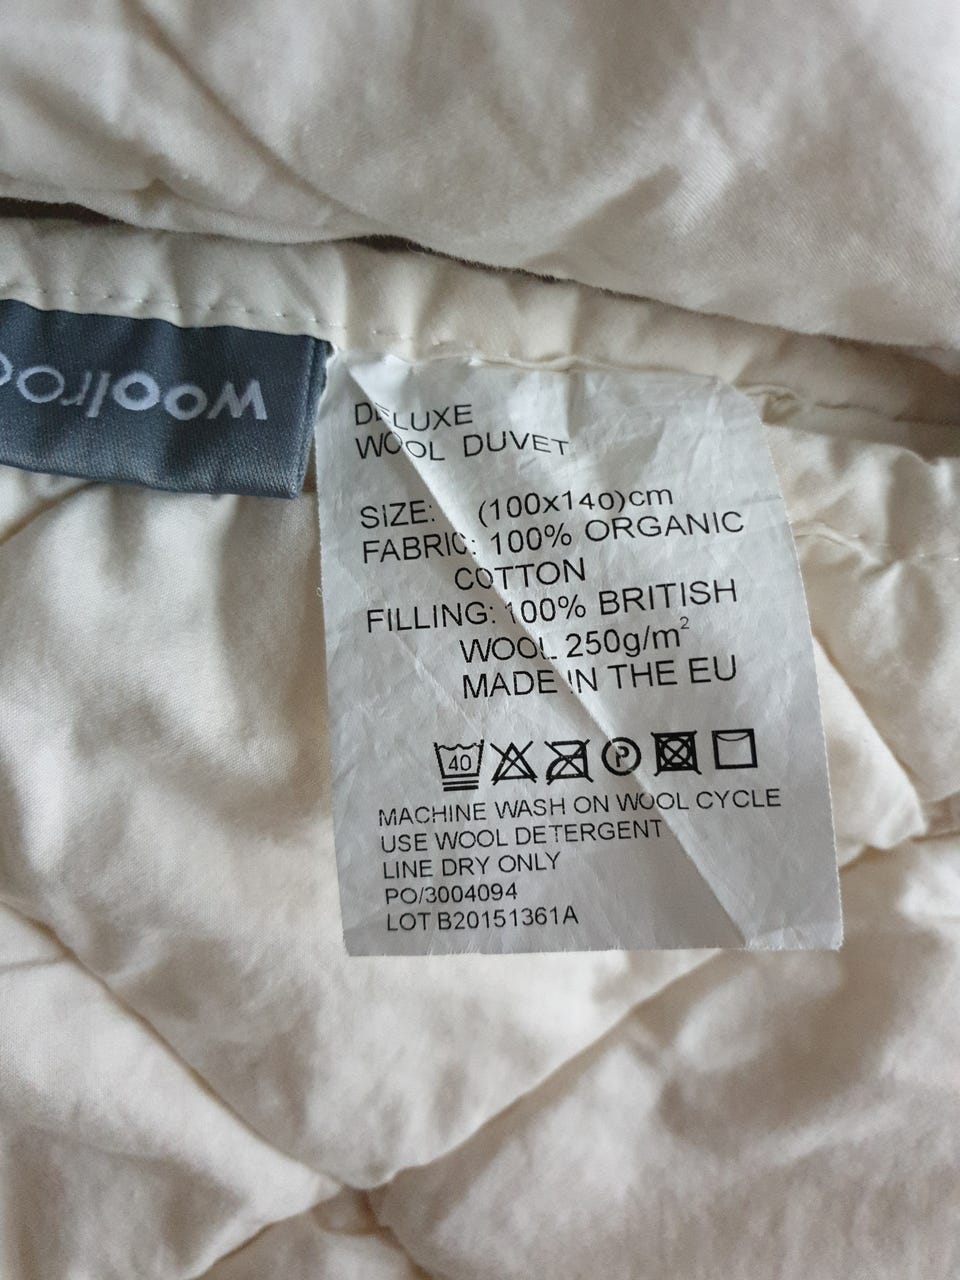 woolroo
DELUXE
WOOL DUVET
SIZE: (100x140)cm
FABRIC: 100% ORGANIC
COTTON
FILLING: 100% BRITISH
WOOL 250g/m²
MADE IN THE EU
40 P
MACHINE WASH ON WOOL CYCLE
USE WOOL DETERGENT
LINE DRY ONLY
PO/3004094
LOT B20151361A